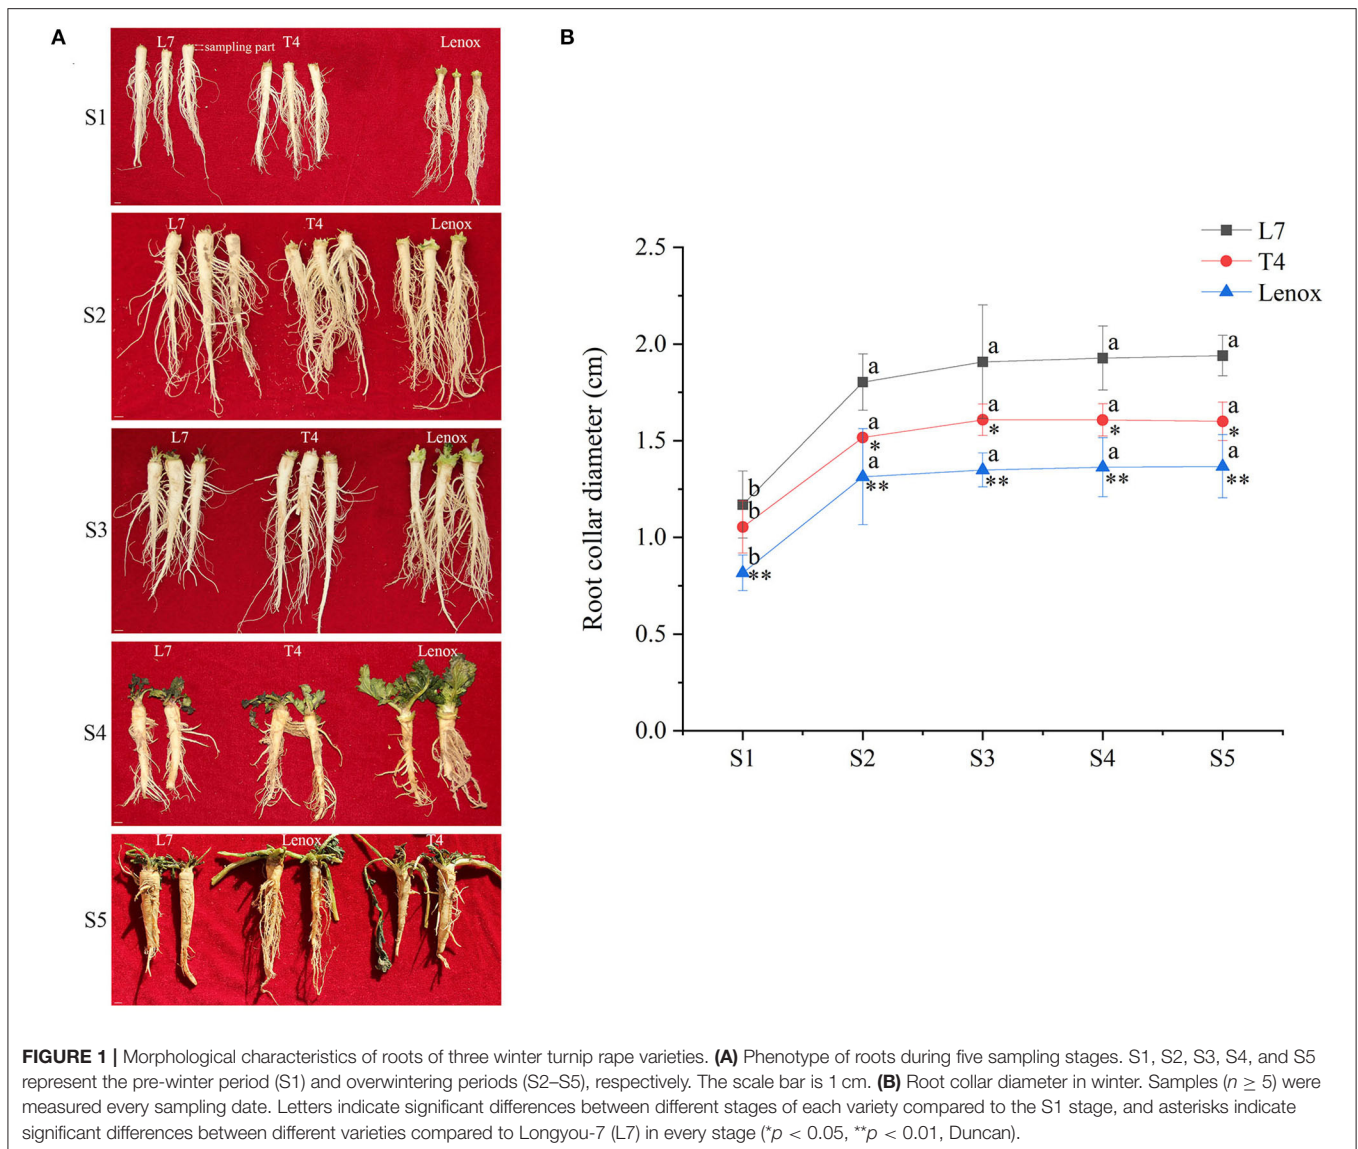 A
L7
sampling part
T4
Lenox
S1
L7
T4
Lenox
S2
L7
T4
Lenox
S3
L7
T4
Lenox
S4
L7
Lenox
T4
S5
B
L7
T4
Lenox
2.5
2.0
1.5
1.0
0.5
0.0
Root collar diameter (cm)
a
a
a
a
a
a
a
a
*
*
*
*
a
a
a
a
**
**
**
**
b
b
b
**
S1
S2
S3
S4
S5
FIGURE 1 | Morphological characteristics of roots of three winter turnip rape varieties. (A) Phenotype of roots during five sampling stages. S1, S2, S3, S4, and S5
represent the pre-winter period (S1) and overwintering periods (S2–S5), respectively. The scale bar is 1 cm. (B) Root collar diameter in winter. Samples (n ≥ 5) were
measured every sampling date. Letters indicate significant differences between different stages of each variety compared to the S1 stage, and asterisks indicate
significant differences between different varieties compared to Longyou-7 (L7) in every stage (*p < 0.05, **p < 0.01, Duncan).